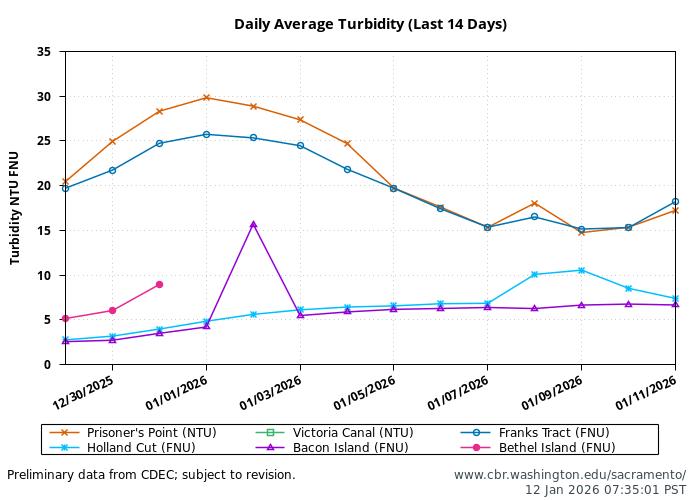 Daily Average Turbidity (Last 14 Days)
Turbidity NTU FNU
35
30
25
20
15
10
5
0
12/30/2025 01/01/2026 01/03/2026 01/05/2026 01/07/2026 01/09/2026 01/11/2026
Prisoner's Point (NTU) Victoria Canal (NTU) Franks Tract (FNU)
Holland Cut (FNU) Bacon Island (FNU) Bethel Island (FNU)
Preliminary data from CDEC; subject to revision. www.cbr.washington.edu/sacramento/
12 Jan 2026 07:35:01 PST